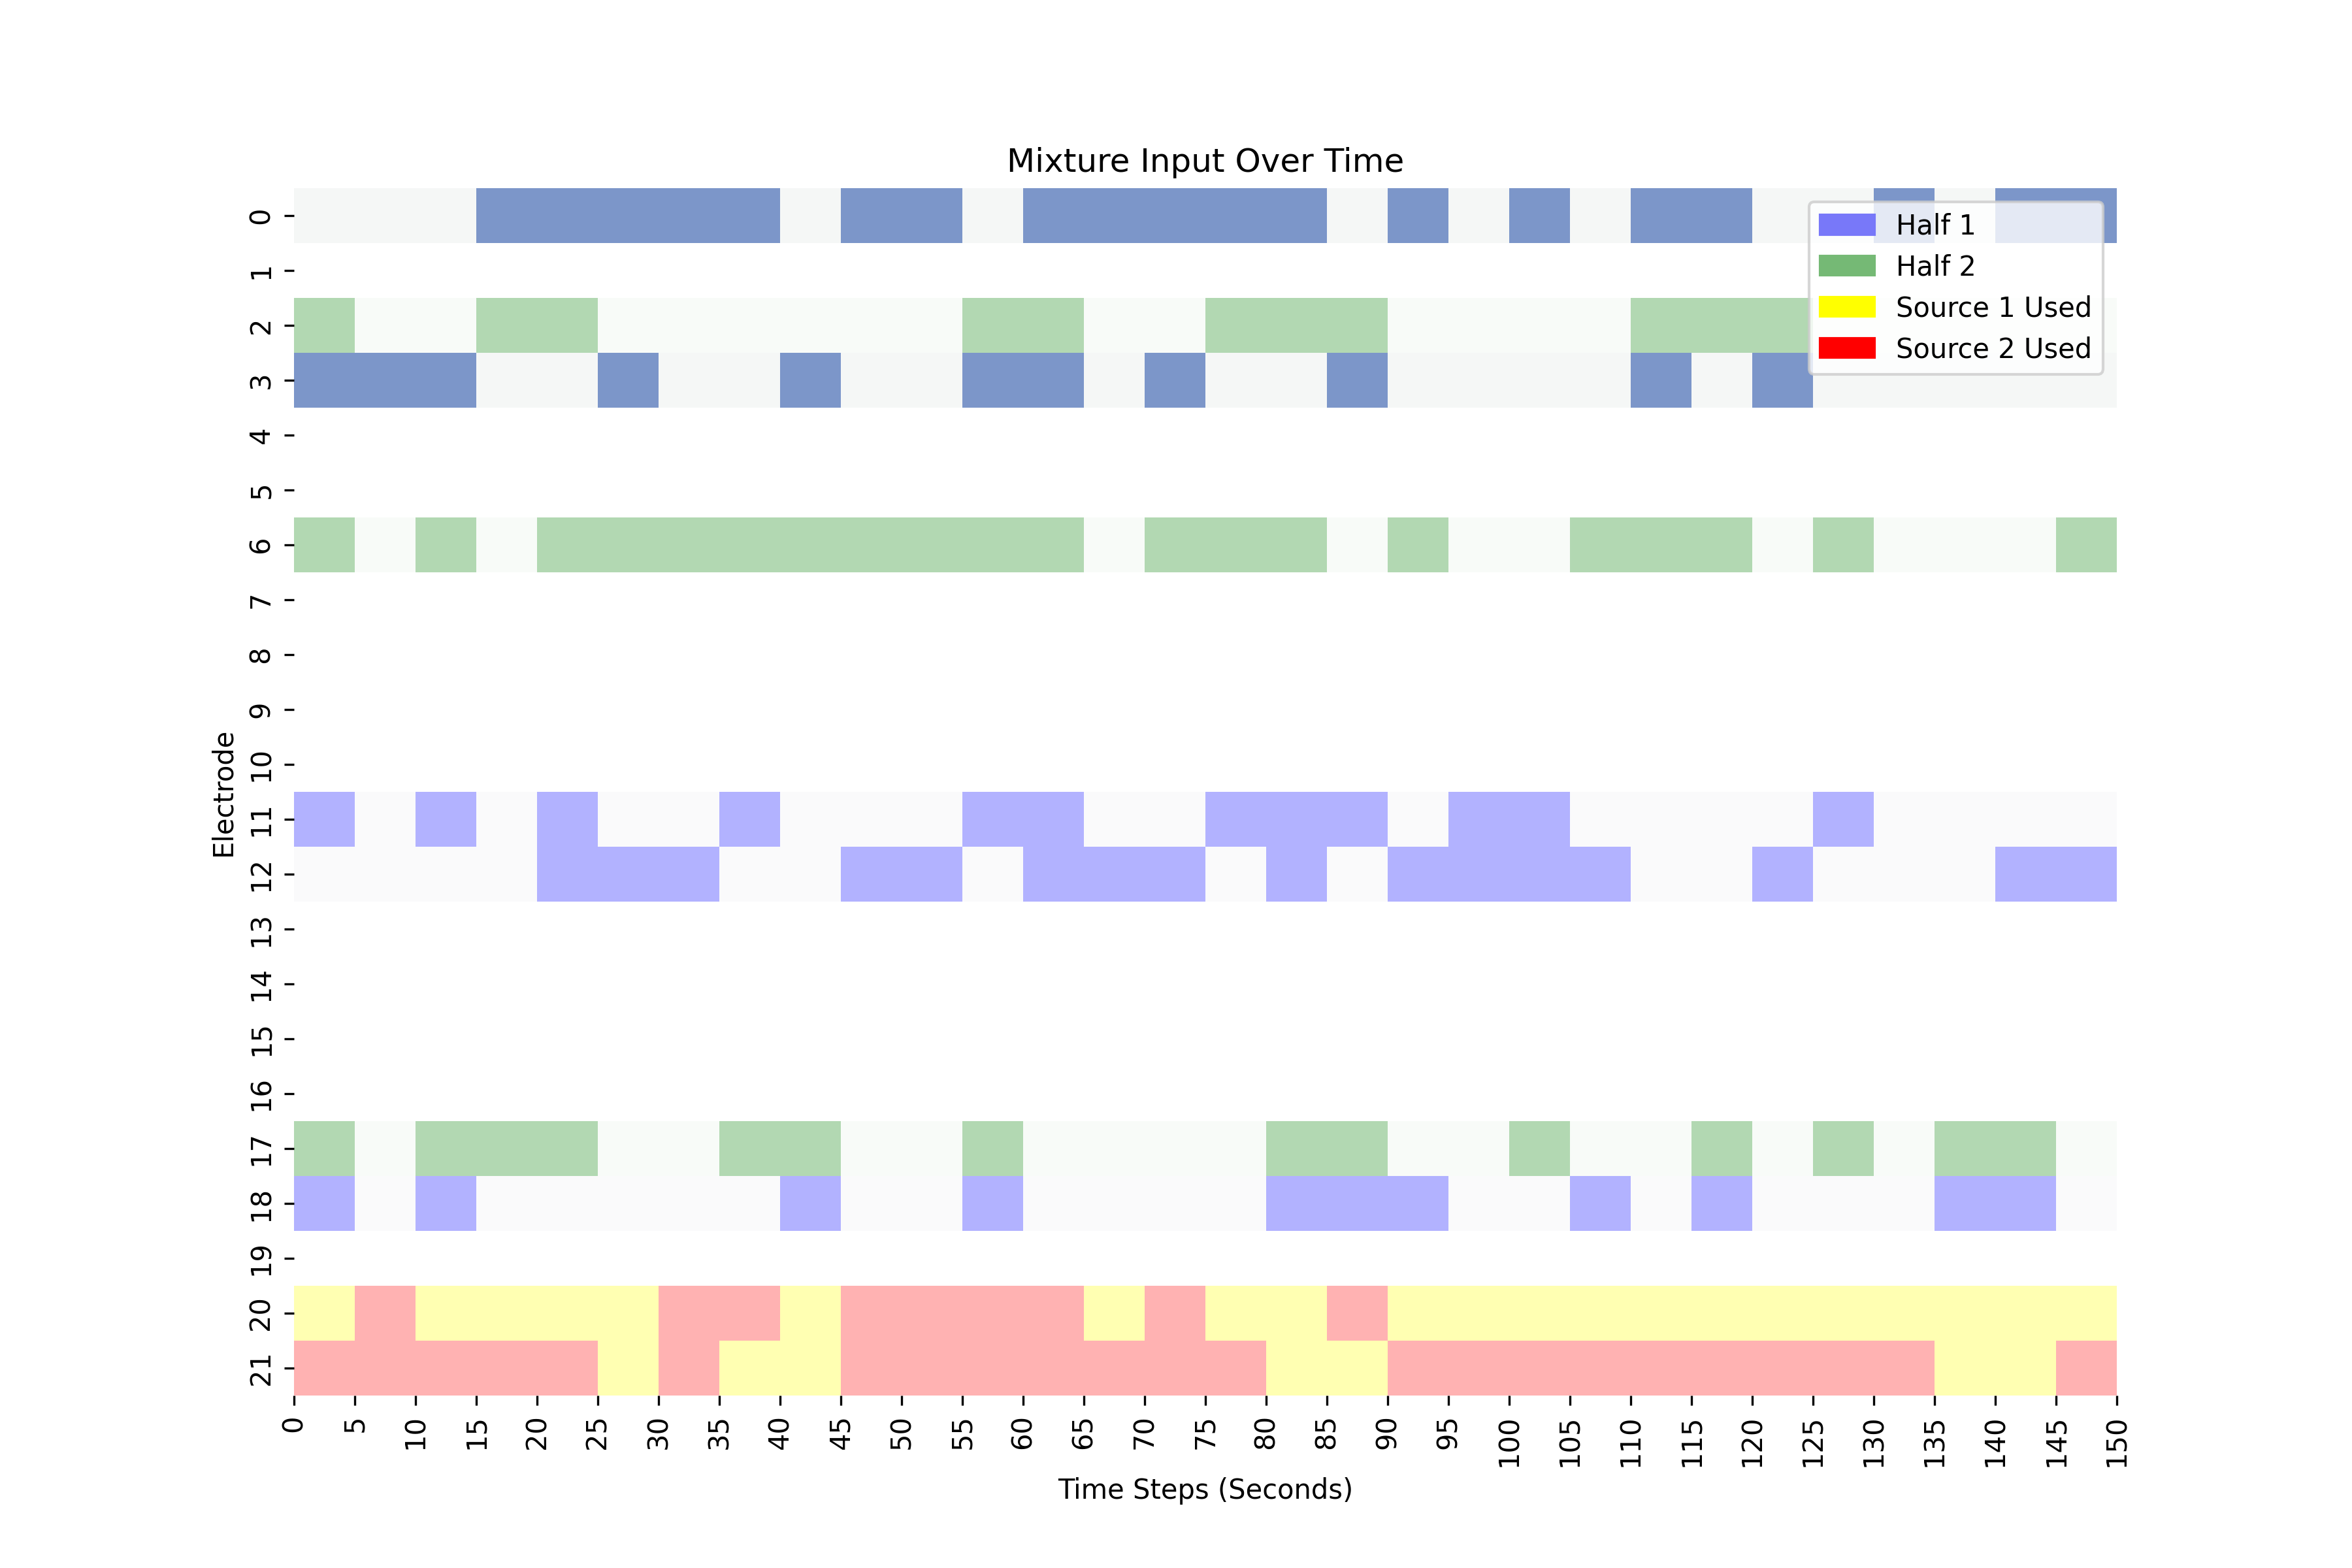 Mixture Input Over Time
Half 1
Half 2
Source 1 Used
Source 2 Used
Electrode
0
1
2
3
4
5
6
7
8
9
10
11
12
13
14
15
16
17
18
19
20
21
0 5 10 15 20 25 30 35 40 45 50 55 60 65 70 75 80 85 90 95 100 105 110 115 120 125 130 135 140 145 150
Time Steps (Seconds)